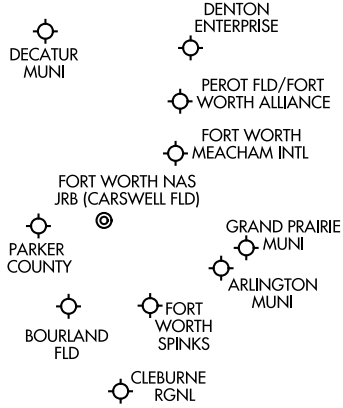 DENTON
ENTERPRISE
DECATUR
MUNI
PEROT FLD/FORT
WORTH ALLIANCE
FORT WORTH
MEACHAM INTL
FORT WORTH NAS
JRB (CARSWELL FLD)
GRAND PRAIRIE
MUNI
PARKER
COUNTY
ARLINGTON
MUNI
BOURLAND
FLD
FORT
WORTH
SPINKS
CLEBURNE
RGNL